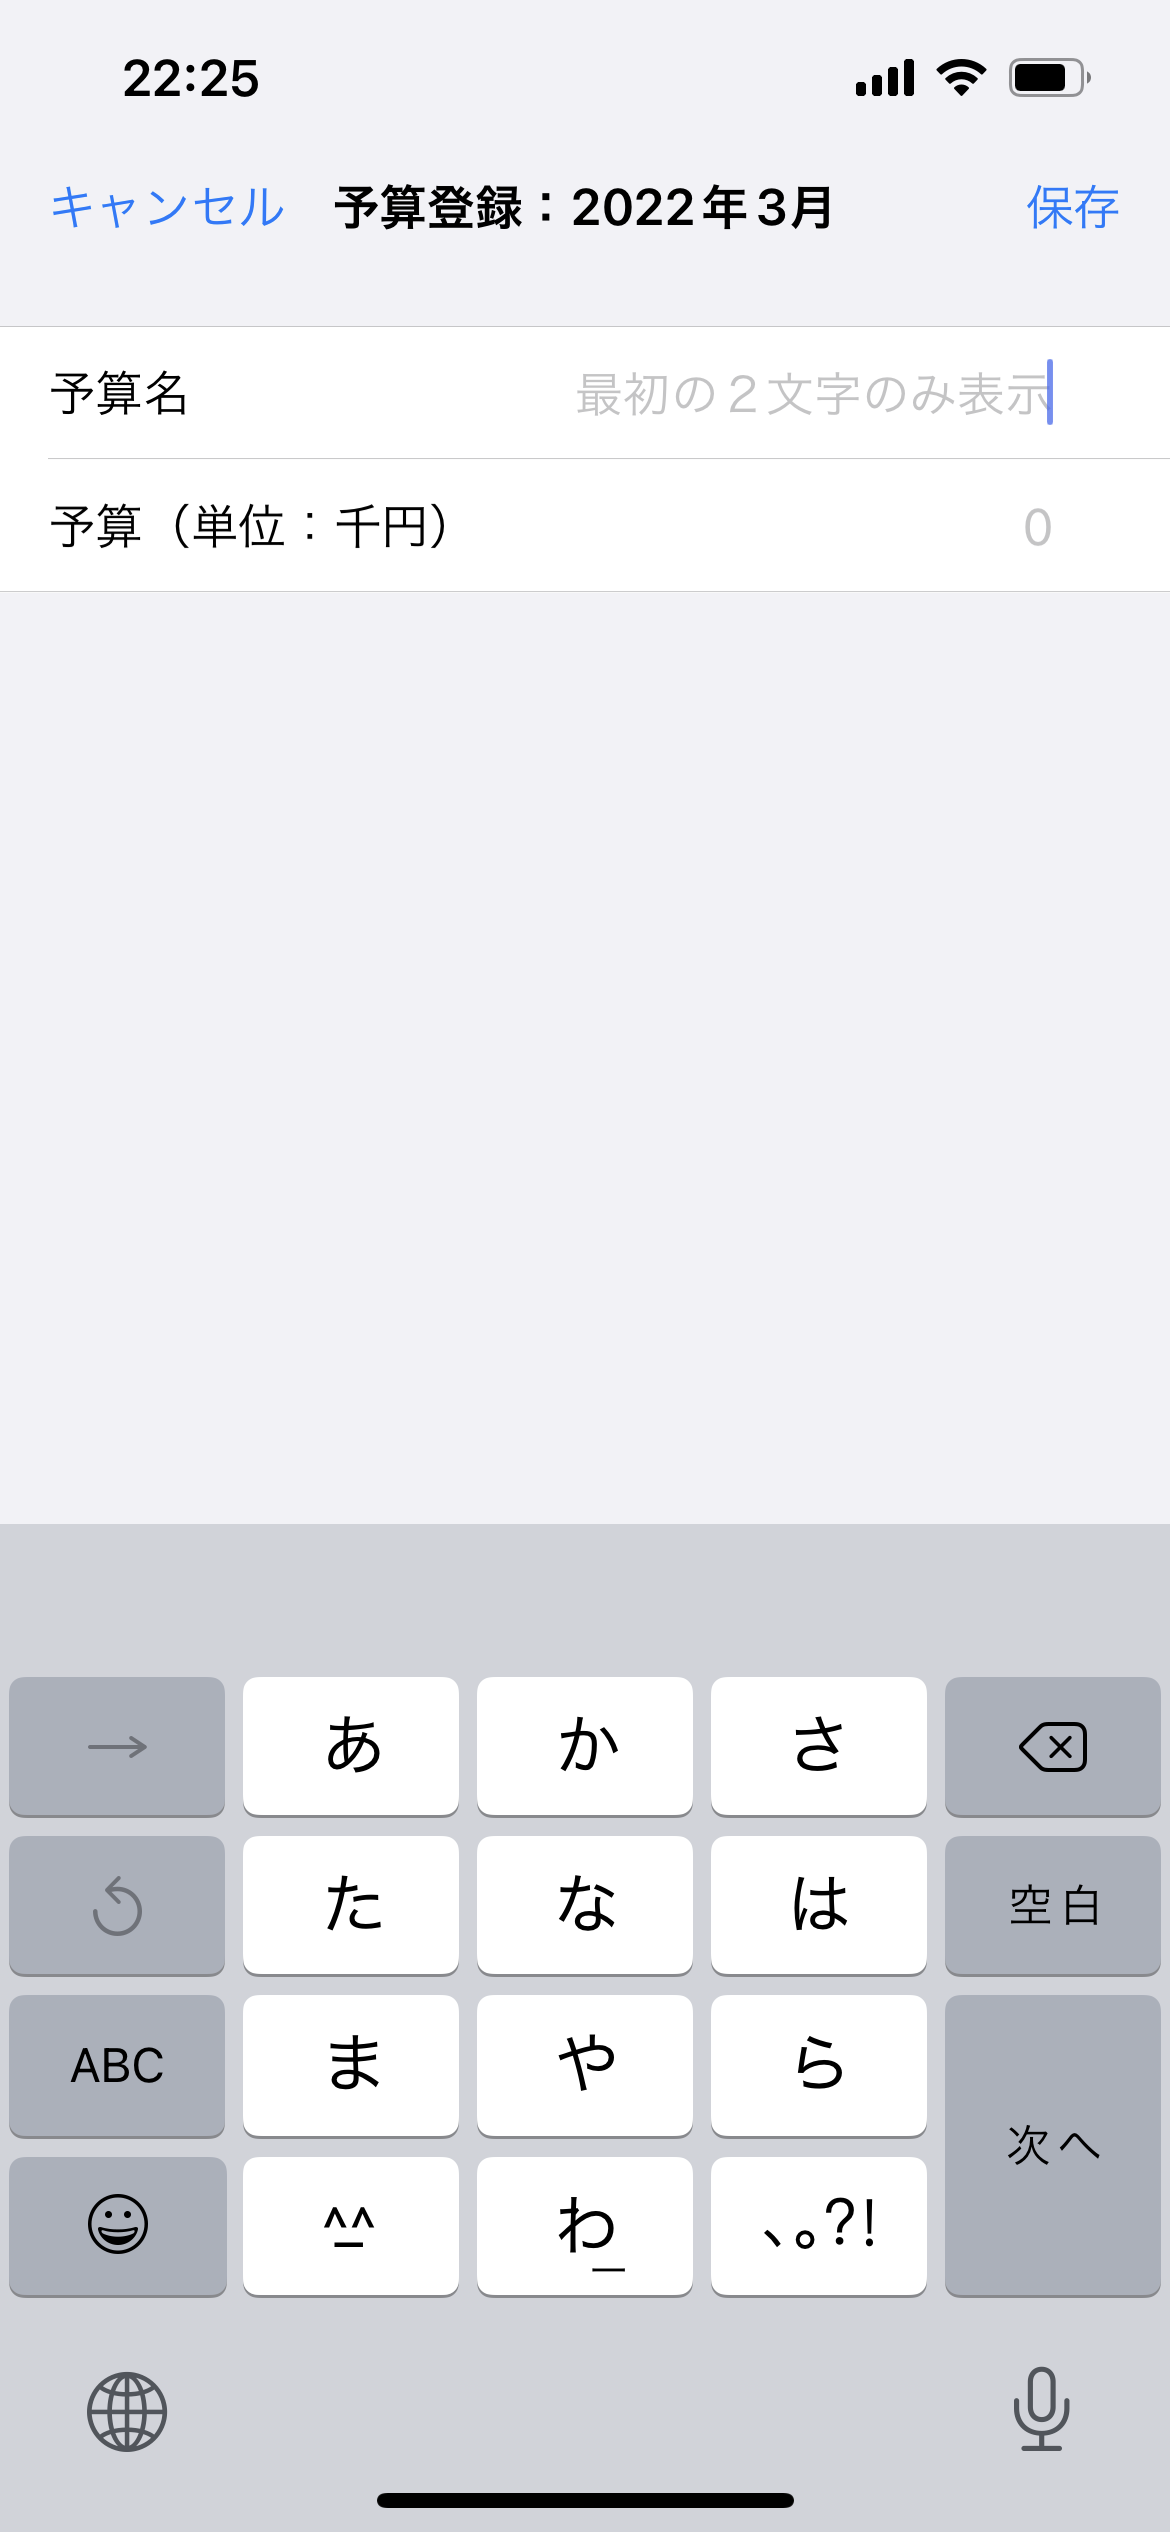 22:25
キャンセル 予算登録：2022年3月 保存
予算名 最初の２文字のみ表示
予算（単位：千円） 0
あ か さ
た な は 空白
ABC ま や ら
次へ
^_^ わ_ 、。?!